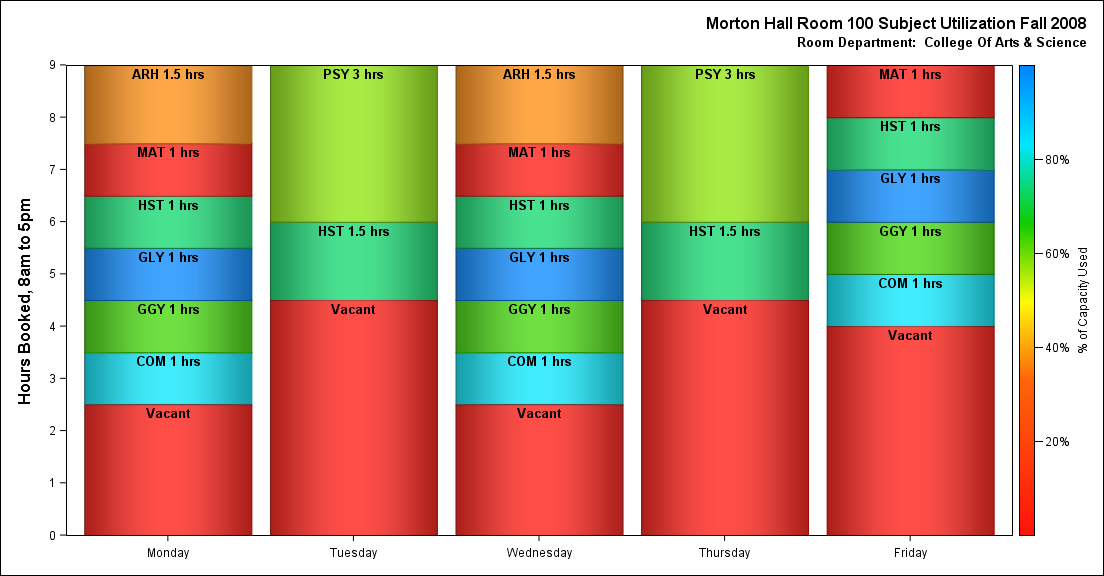 Morton Hall Room 100 Subject Utilization Fall 2008
Room Department: College Of Arts & Science
Hours Booked, 8am to 5pm
9
8
7
6
5
4
3
2
1
0
ARH 1.5 hrs
MAT 1 hrs
HST 1 hrs
GLY 1 hrs
GGY 1 hrs
COM 1 hrs
Vacant
Monday
PSY 3 hrs
HST 1.5 hrs
Vacant
Tuesday
ARH 1.5 hrs
MAT 1 hrs
HST 1 hrs
GLY 1 hrs
GGY 1 hrs
COM 1 hrs
Vacant
Wednesday
PSY 3 hrs
HST 1.5 hrs
Vacant
Thursday
MAT 1 hrs
HST 1 hrs
GLY 1 hrs
GGY 1 hrs
COM 1 hrs
Vacant
Friday
80%
60%
40%
20%
% of Capacity Used